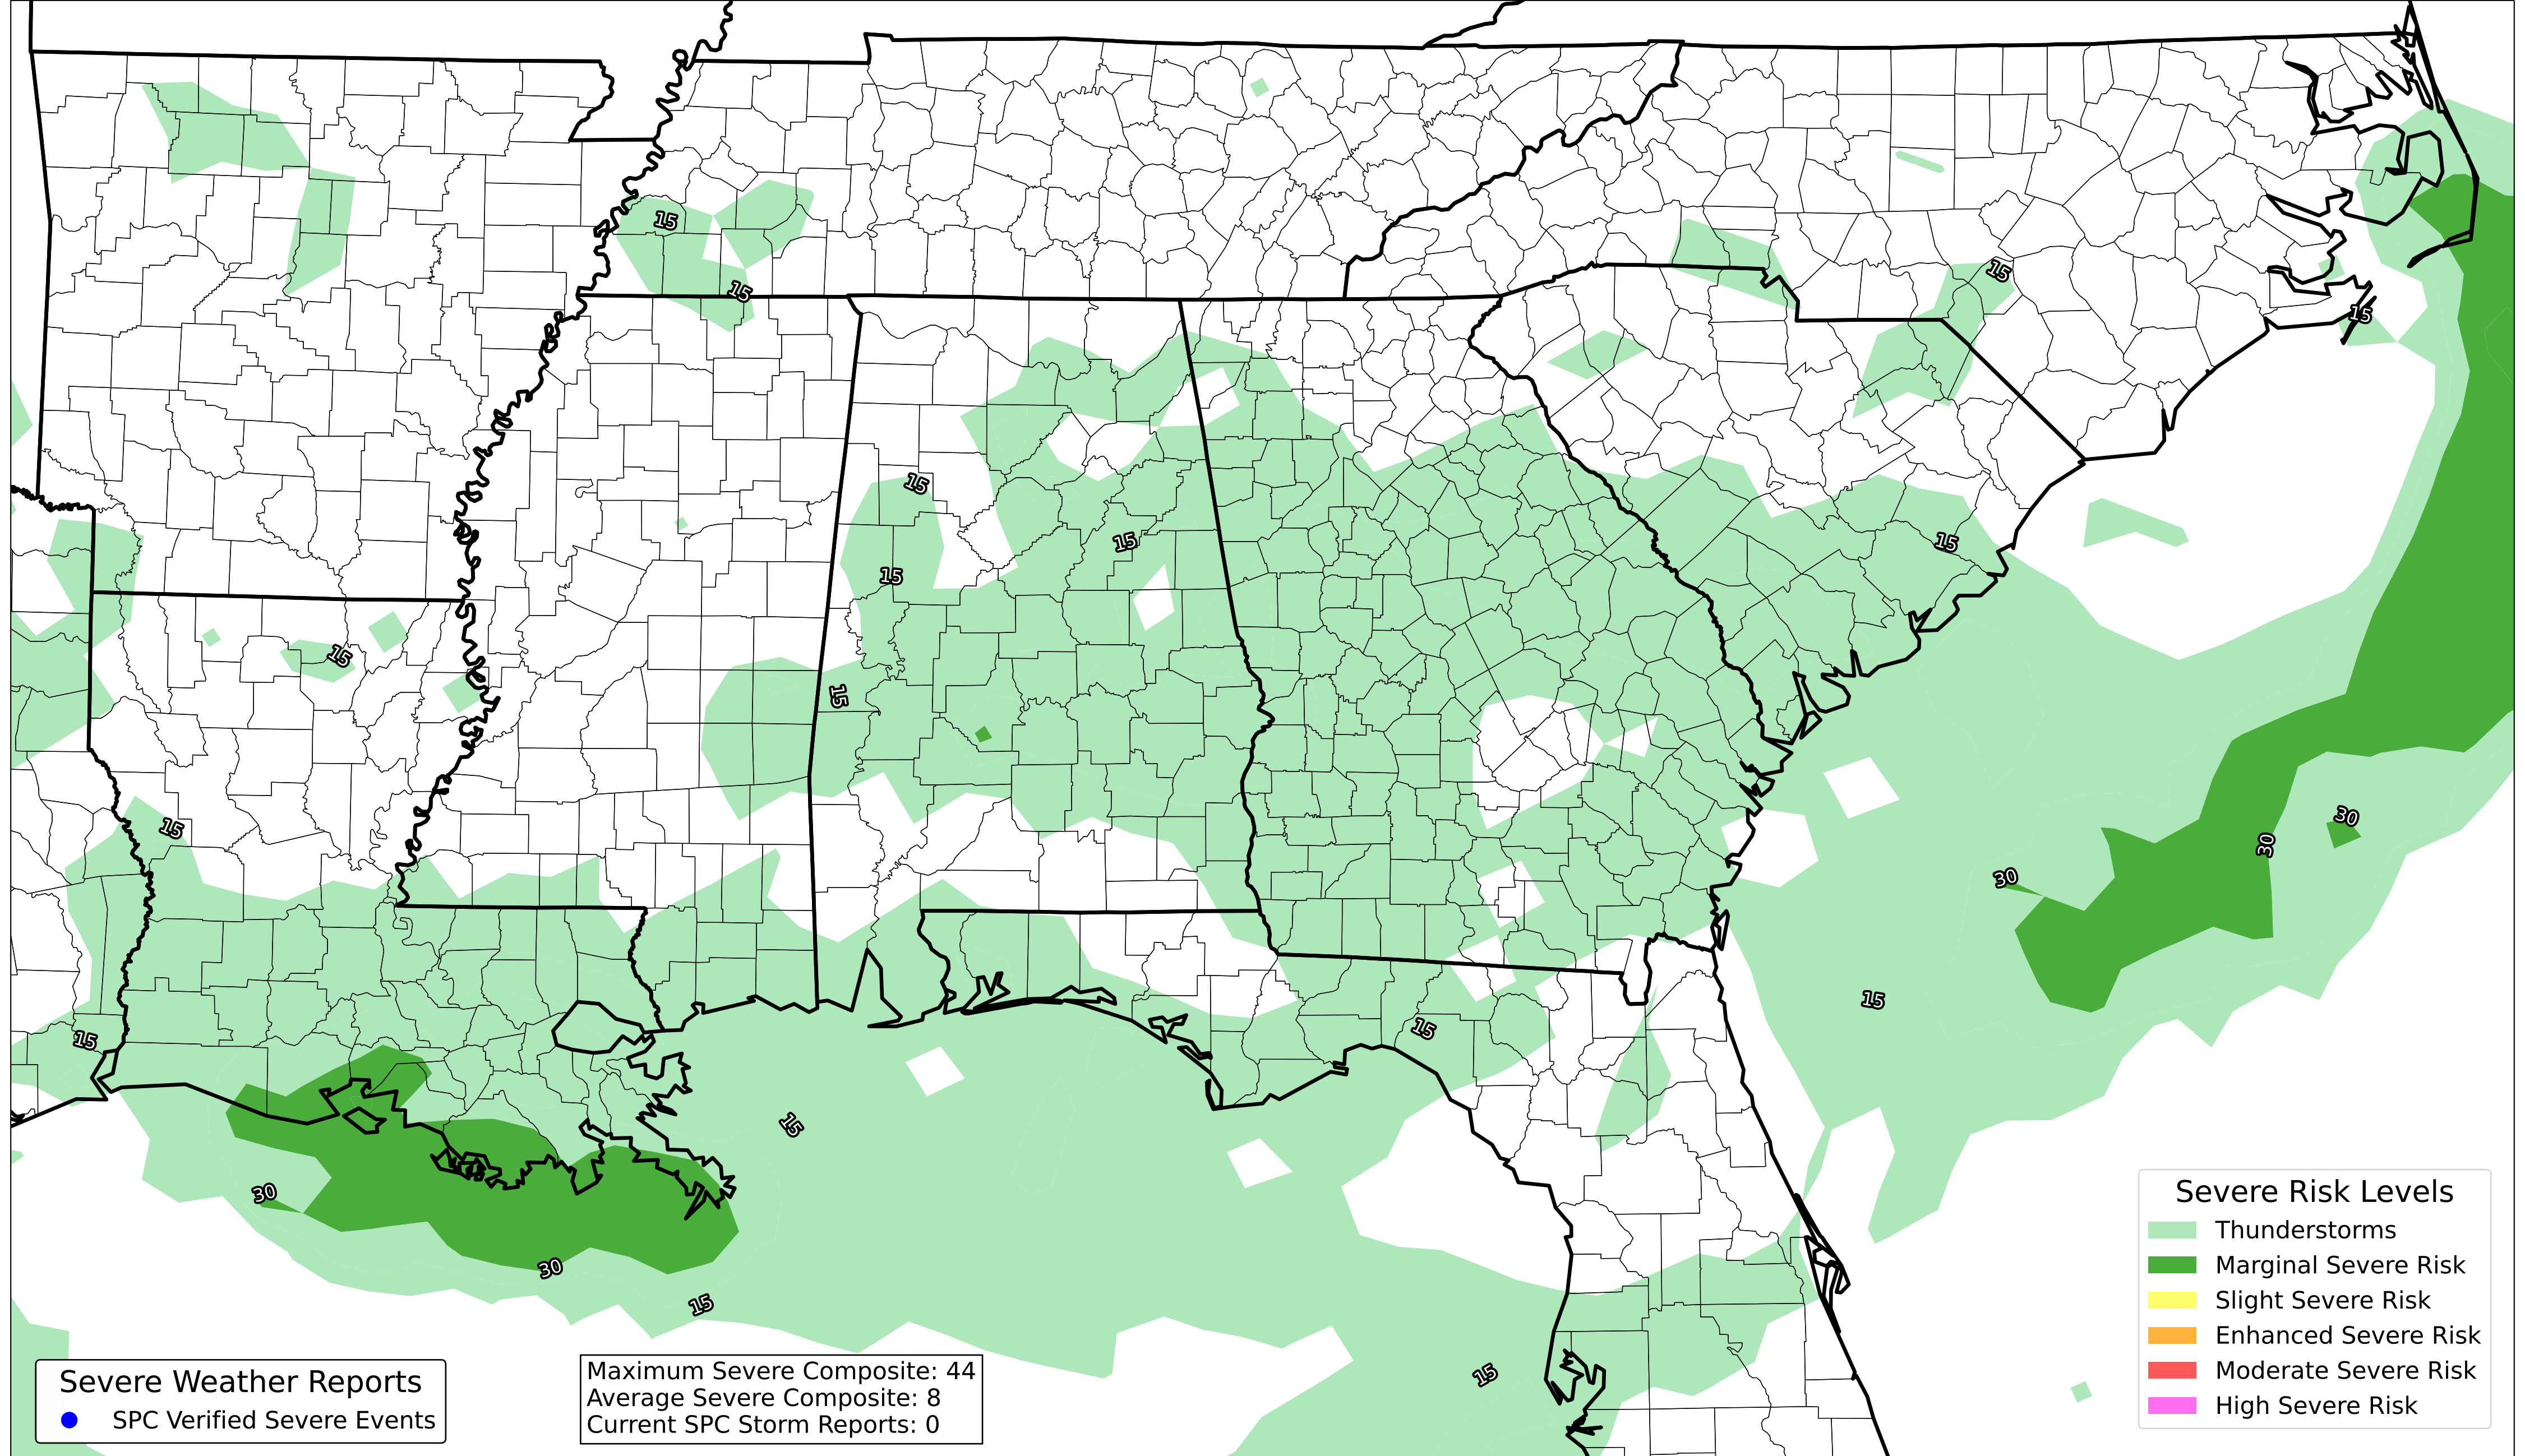 15
15
15
15
15
15
15
15
15
15
15
30
30
30
15
15
15
15
30
30
15
15
Severe Risk Levels
Thunderstorms
Marginal Severe Risk
Slight Severe Risk
Enhanced Severe Risk
Moderate Severe Risk
High Severe Risk
Severe Weather Reports
SPC Verified Severe Events
Maximum Severe Composite: 44
Average Severe Composite: 8
Current SPC Storm Reports: 0